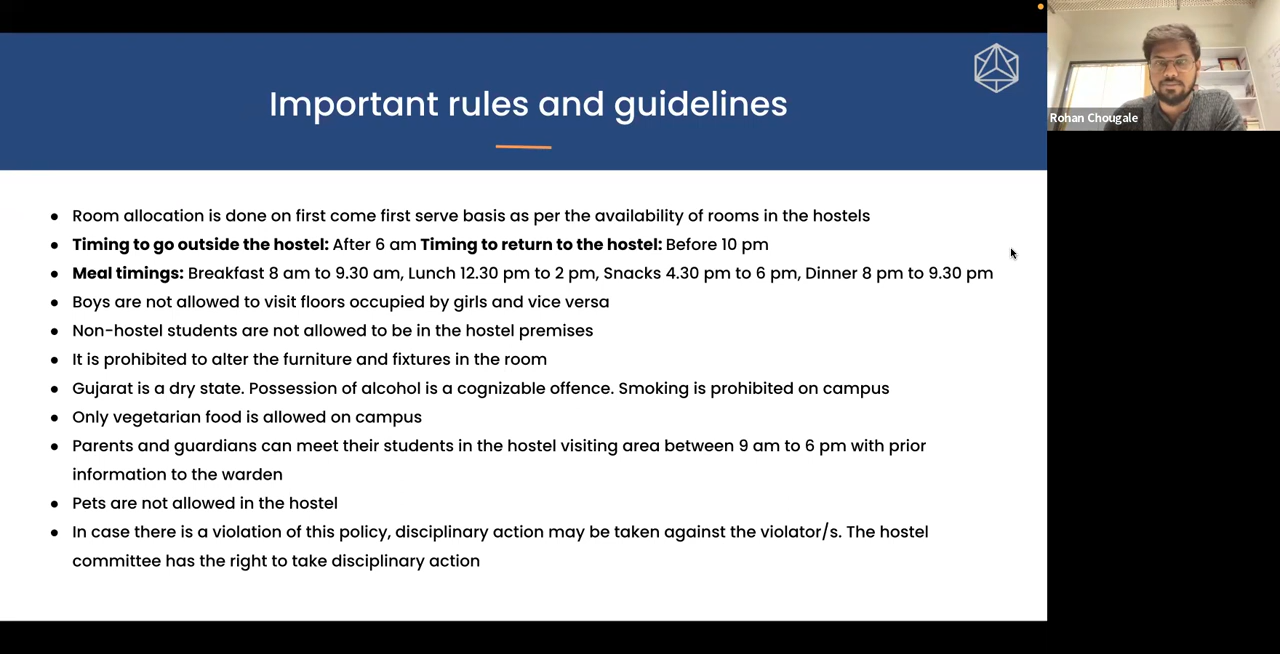 Important rules and guidelines
Rohan Chougale
● Room allocation is done on first come first serve basis as per the availability of rooms in the hostels
● Timing to go outside the hostel: After 6 am Timing to return to the hostel: Before 10 pm
● Meal timings: Breakfast 8 am to 9.30 am, Lunch 12.30 pm to 2 pm, Snacks 4.30 pm to 6 pm, Dinner 8 pm to 9.30 pm
● Boys are not allowed to visit floors occupied by girls and vice versa
● Non-hostel students are not allowed to be in the hostel premises
● It is prohibited to alter the furniture and fixtures in the room
● Gujarat is a dry state. Possession of alcohol is a cognizable offence. Smoking is prohibited on campus
● Only vegetarian food is allowed on campus
● Parents and guardians can meet their students in the hostel visiting area between 9 am to 6 pm with prior
information to the warden
● Pets are not allowed in the hostel
● In case there is a violation of this policy, disciplinary action may be taken against the violator/s. The hostel
committee has the right to take disciplinary action